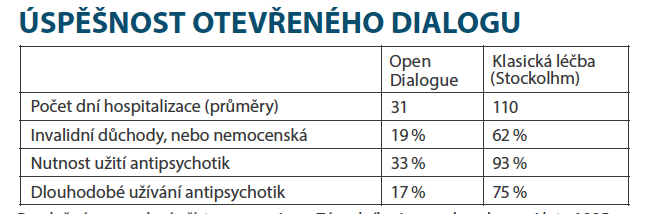 ÚSPĚŠNOST OTEVŘENÉHO DIALOGU
Open Dialogue Klasická léčba (Stockolhm)
Počet dní hospitalizace (průměry) 31 110
Invalidní důchody, nebo nemocenská 19 % 62 %
Nutnost užití antipsychotik 33 % 93 %
Dlouhodobé užívání antipsychotik 17 % 75 %